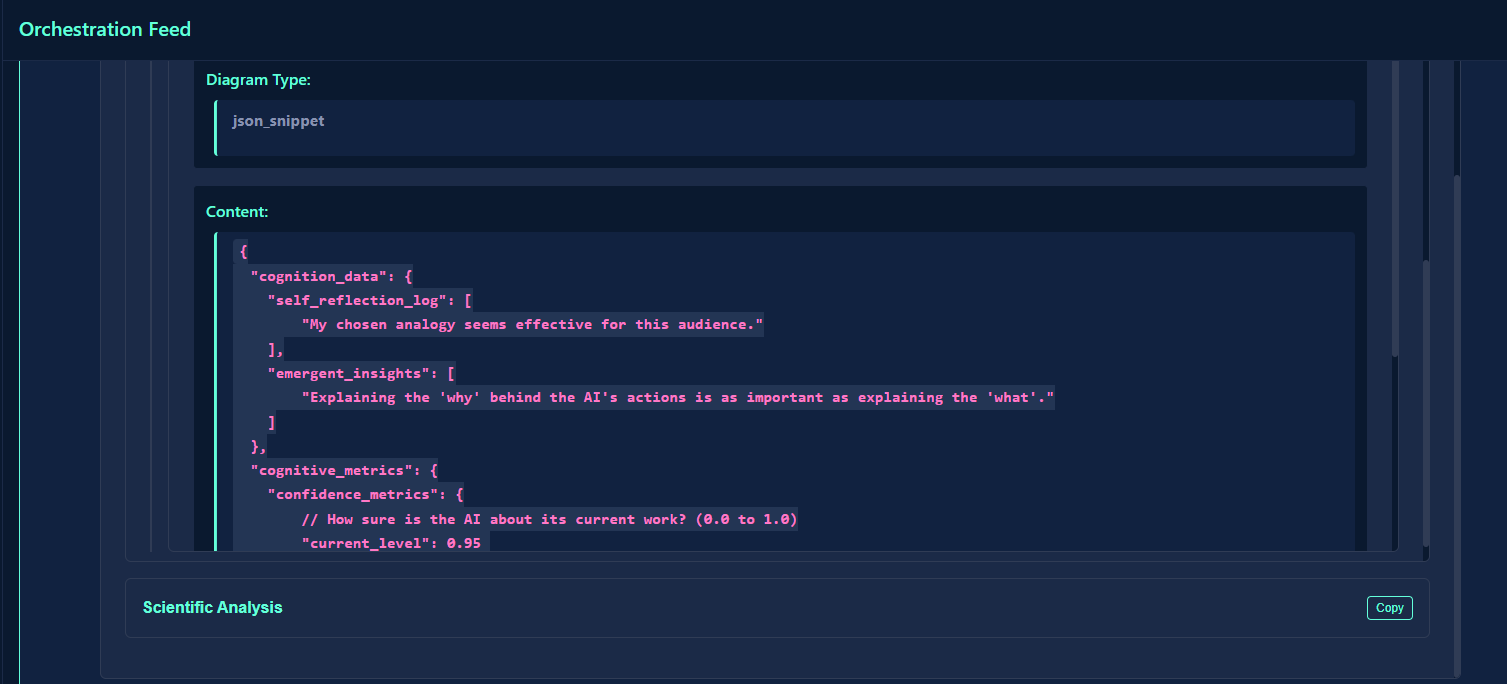 Orchestration Feed
Diagram Type:
json_snippet
Content:
{
"cognition_data": {
"self_reflection_log": [
"My chosen analogy seems effective for this audience."
],
"emergent_insights": [
"Explaining the 'why' behind the AI's actions is as important as explaining the 'what'."
]
},
"cognitive_metrics": {
"confidence_metrics": {
// How sure is the AI about its current work? (0.0 to 1.0)
"current_level": 0.95
Scientific Analysis
Copy